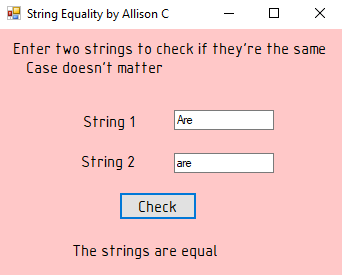 String Equality by Allison C
Enter two strings to check if they're the same
Case doesn't matter
String 1 Are
String 2 are
Check
The strings are equal